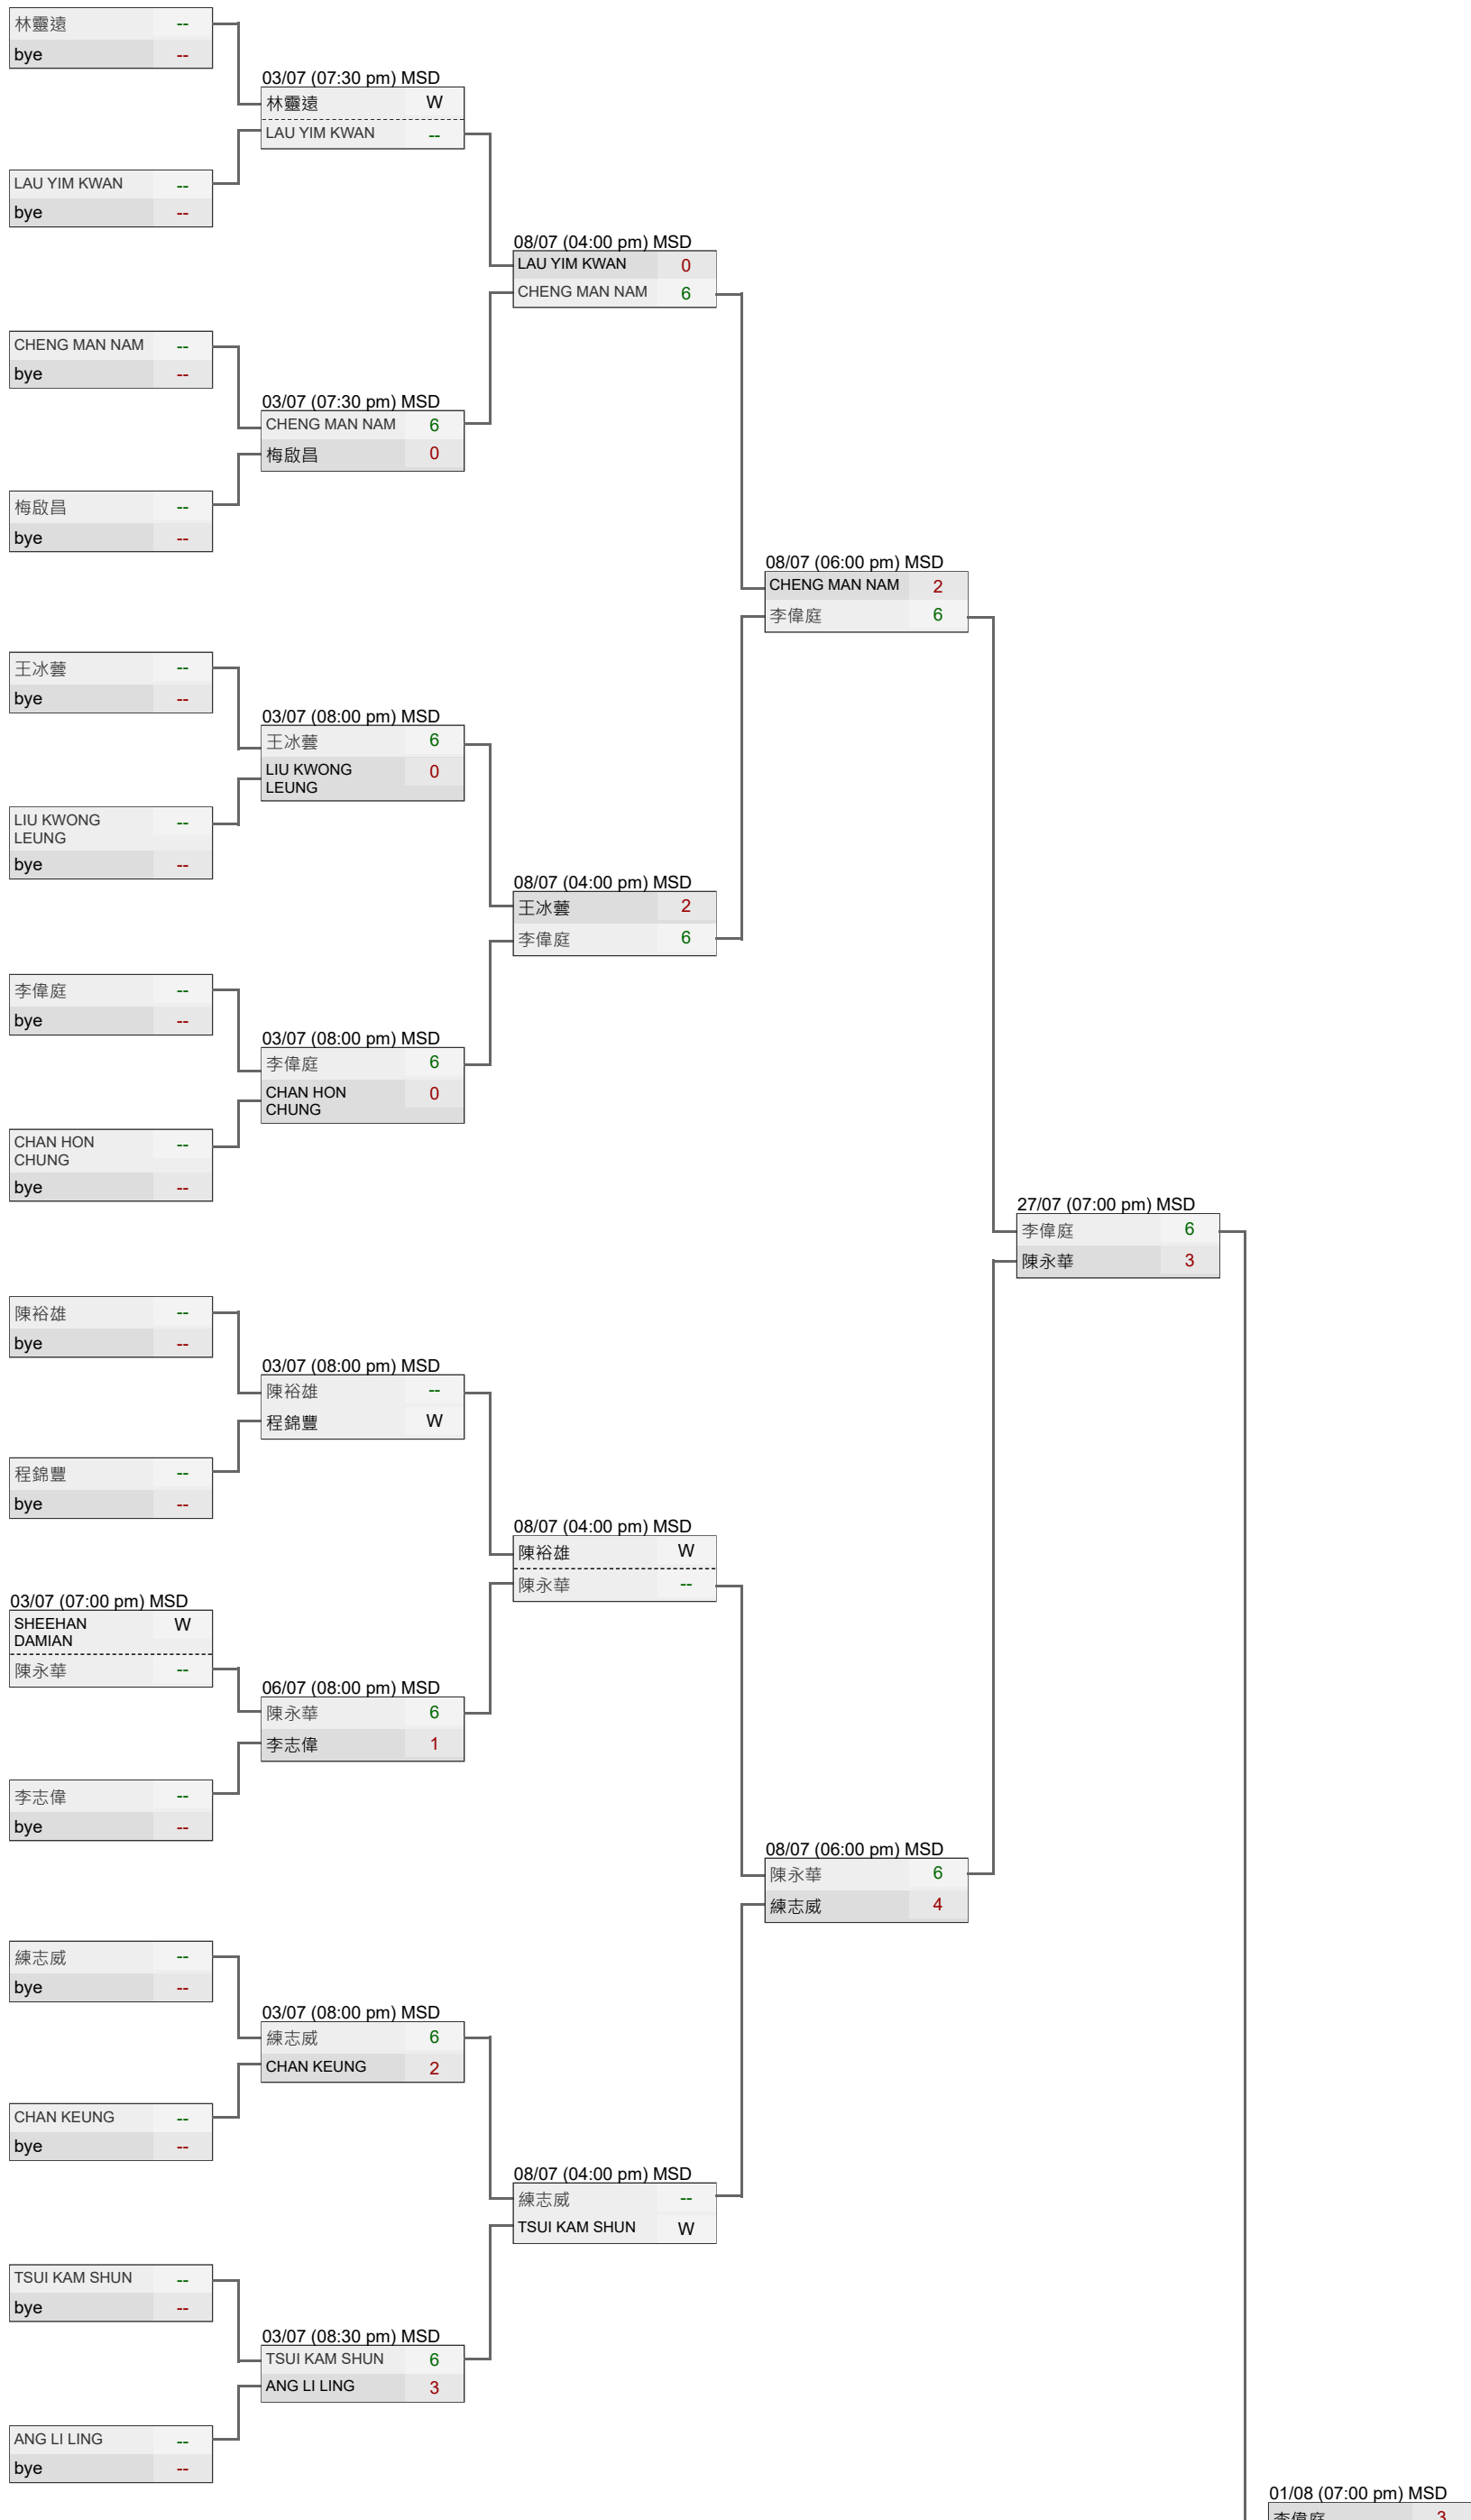 林靈遠 --
bye --
03/07 (07:30 pm) MSD
林靈遠 W
LAU YIM KWAN --
LAU YIM KWAN --
bye --
08/07 (04:00 pm) MSD
LAU YIM KWAN 0
CHENG MAN NAM 6
CHENG MAN NAM --
bye --
03/07 (07:30 pm) MSD
CHENG MAN NAM 6
梅啟昌 0
梅啟昌 --
bye --
08/07 (06:00 pm) MSD
CHENG MAN NAM 2
李偉庭 6
王冰蕓 --
bye --
03/07 (08:00 pm) MSD
王冰蕓 6
LIU KWONG
LEUNG 0
LIU KWONG
LEUNG --
bye --
08/07 (04:00 pm) MSD
王冰蕓 2
李偉庭 6
李偉庭 --
bye --
03/07 (08:00 pm) MSD
李偉庭 6
CHAN HON
CHUNG 0
CHAN HON
CHUNG --
bye --
27/07 (07:00 pm) MSD
李偉庭 6
陳永華 3
陳裕雄 --
bye --
03/07 (08:00 pm) MSD
陳裕雄 --
程錦豐 W
程錦豐 --
bye --
08/07 (04:00 pm) MSD
陳裕雄 W
陳永華 --
03/07 (07:00 pm) MSD
SHEEHAN
DAMIAN W
陳永華 --
06/07 (08:00 pm) MSD
陳永華 6
李志偉 1
李志偉 --
bye --
08/07 (06:00 pm) MSD
陳永華 6
練志威 4
練志威 --
bye --
03/07 (08:00 pm) MSD
練志威 6
CHAN KEUNG 2
CHAN KEUNG --
bye --
08/07 (04:00 pm) MSD
練志威 --
TSUI KAM SHUN W
TSUI KAM SHUN --
bye --
03/07 (08:30 pm) MSD
TSUI KAM SHUN 6
ANG LI LING 3
ANG LI LING --
bye --
01/08 (07:00 pm) MSD
李偉庭 3